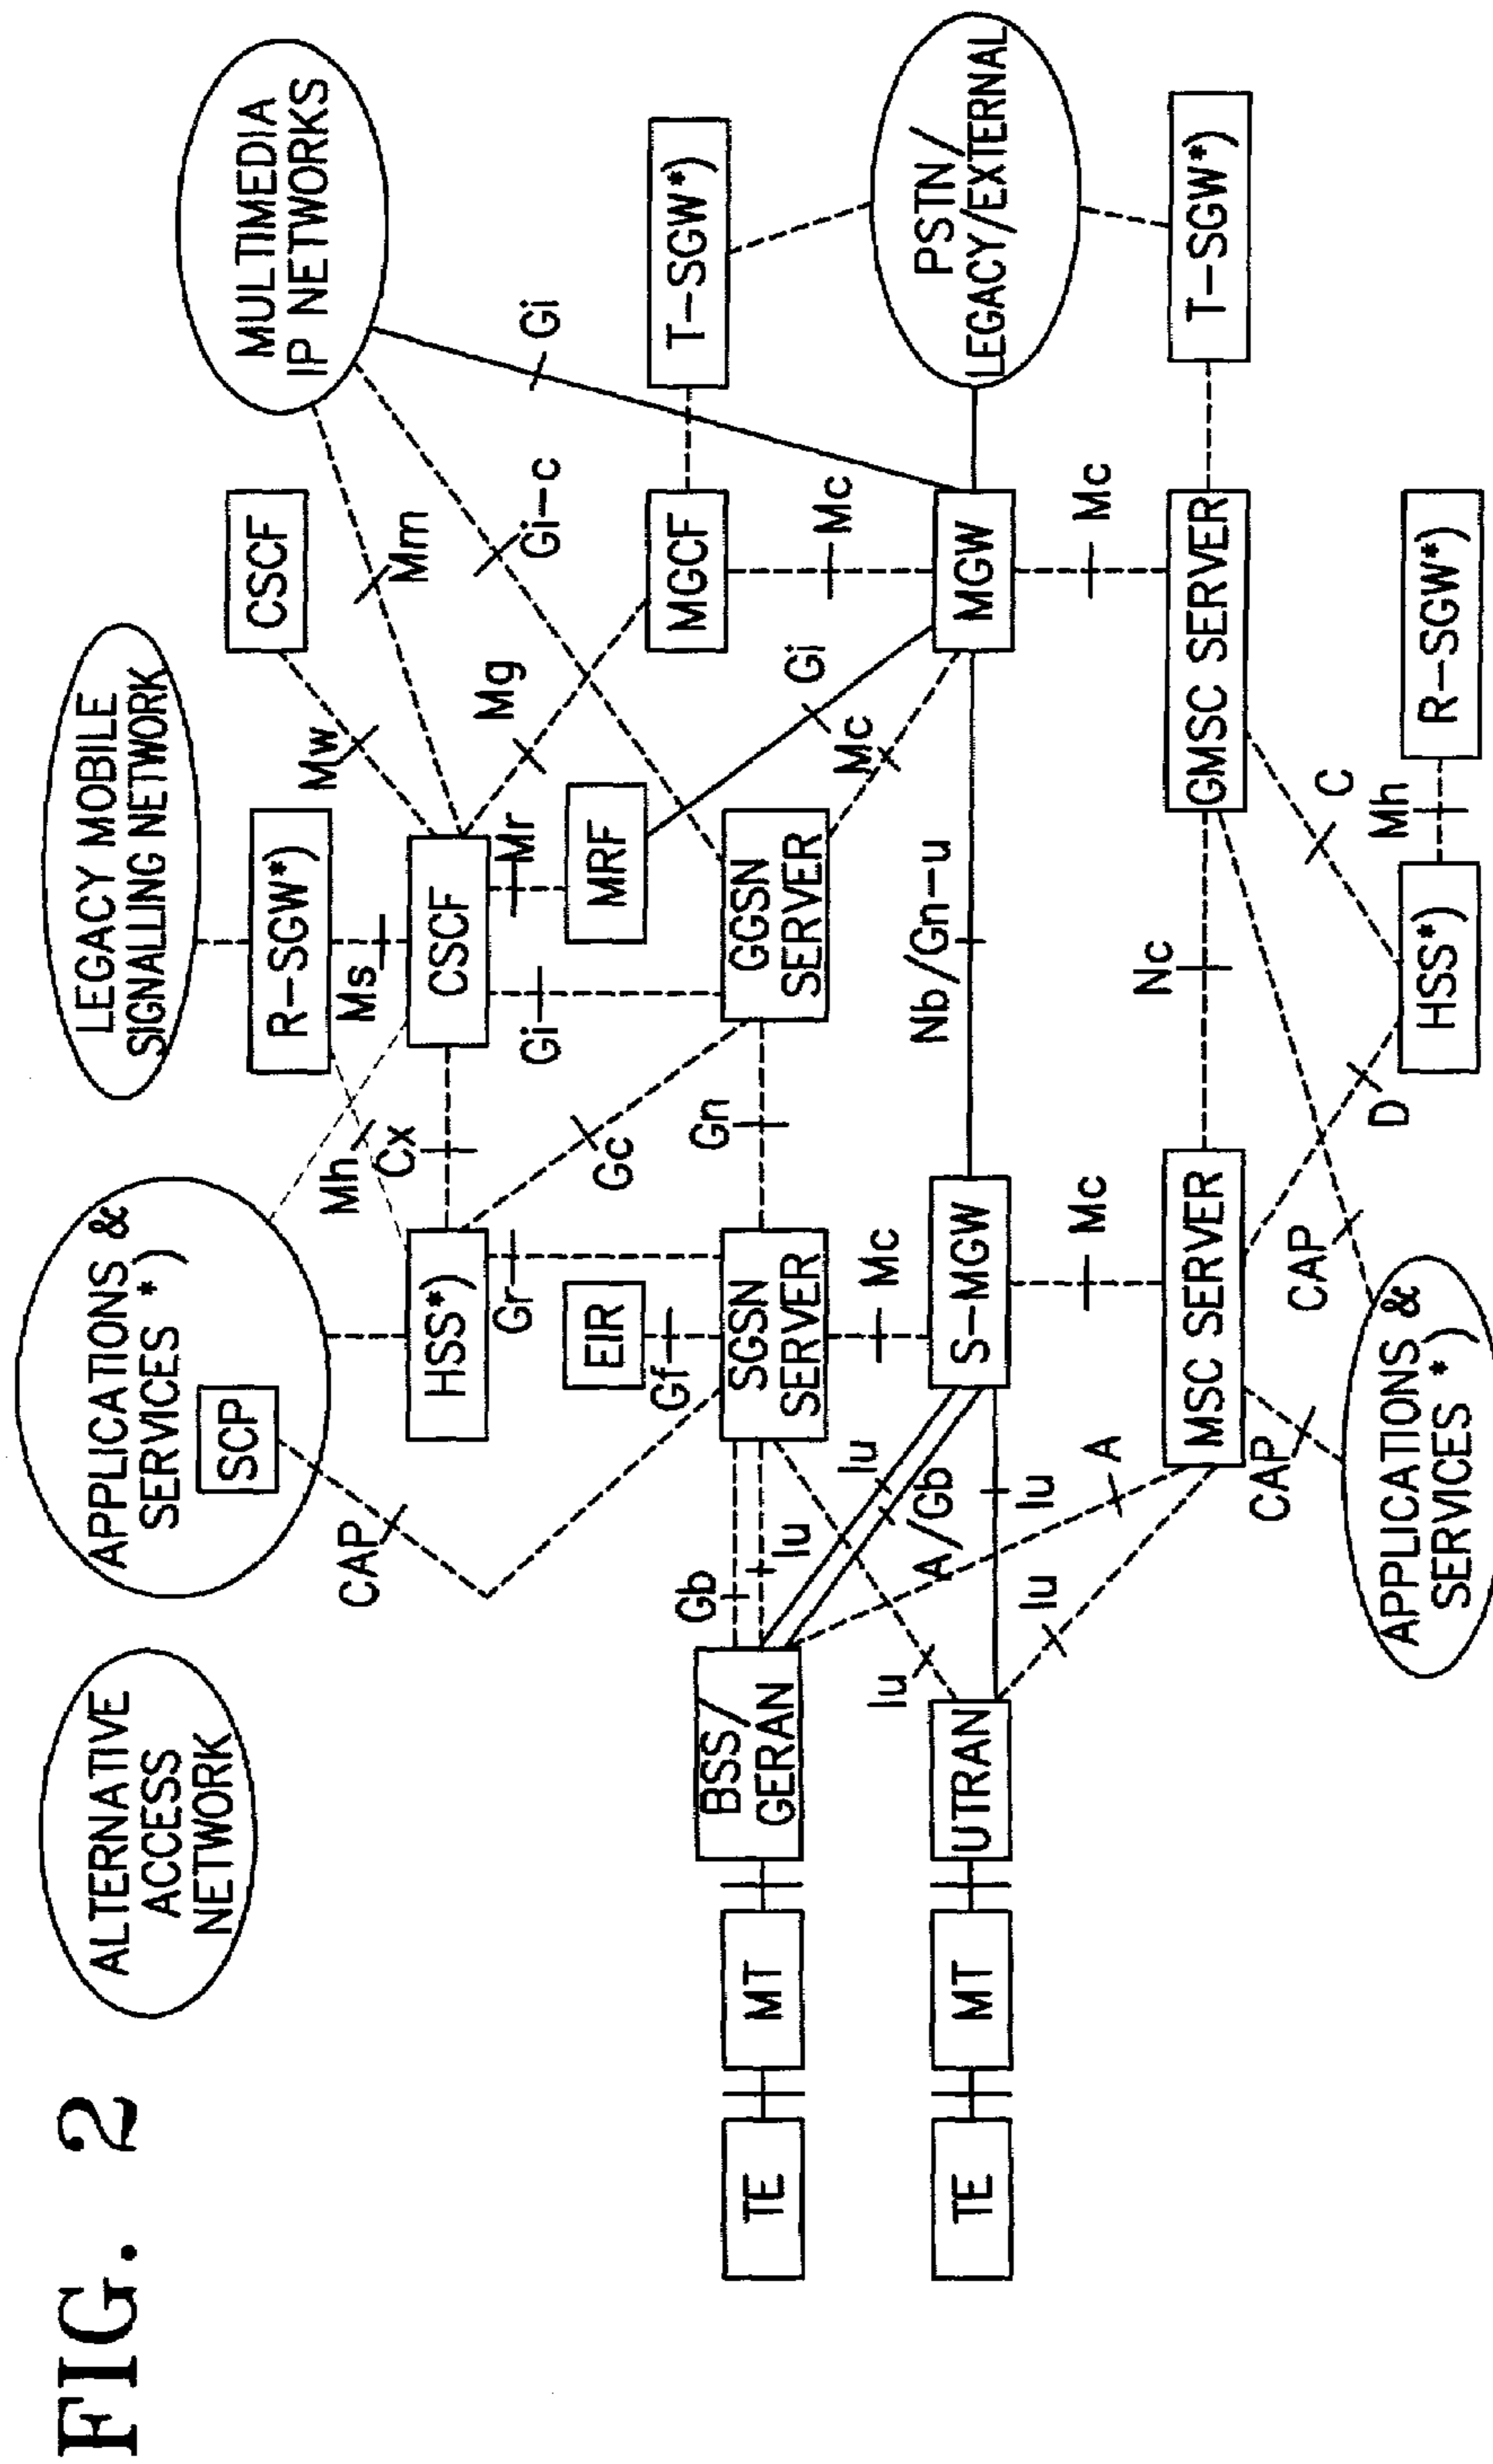 FIG. 2
ALTERNATIVE
ACCESS
NETWORK
APPLICATIONS &
SERVICES *)
SCP
LEGACY MOBILE
SIGNALLING NETWORK
MULTIMEDIA
IP NETWORKS
CAP
Mh
R-SGW*)
Ms
Mw
CSCF
Mm
Gi
HSS*)
Cx
CSCF
Mr
Mg
Gi-c
Gr
EIR
Gf
Gc
Gi
MRF
MGCF
T-SGW*)
TE
MT
BSS/
GERAN
Gb
Iu
SGSN
SERVER
Gn
GGSN
SERVER
Mc
Gi
Mc
Iu
Iu
A/Gb
Mc
TE
MT
UTRAN
Iu
S-MGW
Nb/Gn-u
MGW
PSTN/
LEGACY/EXTERNAL
Iu
A
Mc
Mc
MSC SERVER
Nc
GMSC SERVER
T-SGW*)
CAP
CAP
D
C
APPLICATIONS &
SERVICES *)
HSS*)
Mh
R-SGW*)